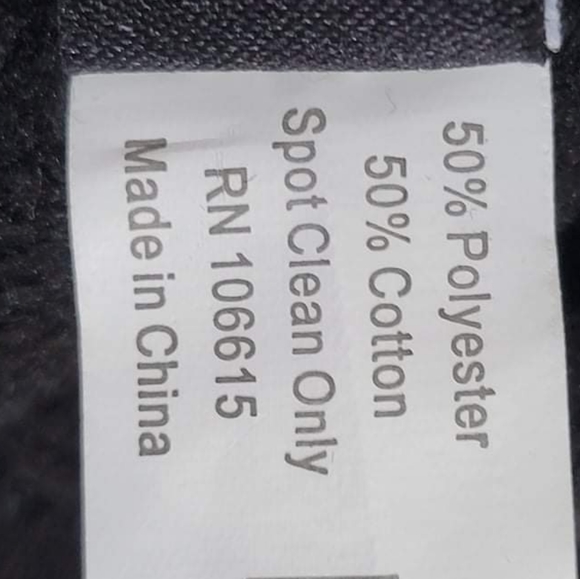 50% Polyester
50% Cotton
Spot Clean Only
RN 106615
Made in China